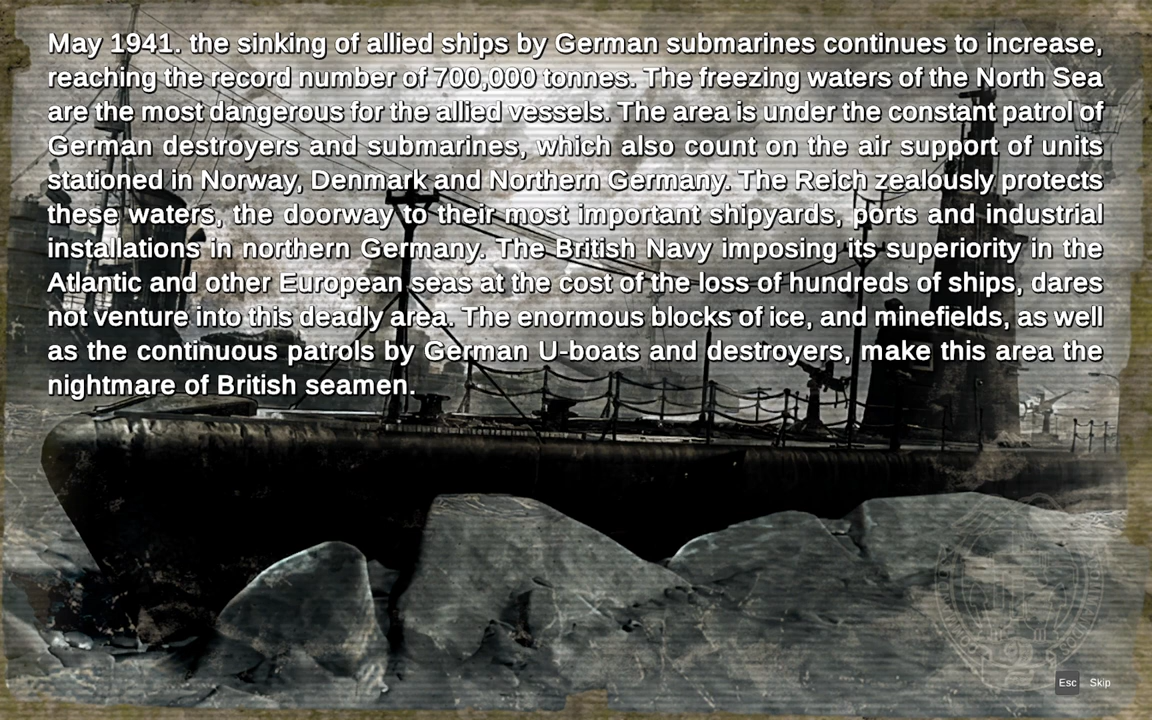 May 1941. the sinking of allied ships by German submarines continues to increase,
reaching the record number of 700,000 tonnes. The freezing waters of the North Sea
are the most dangerous for the allied vessels. The area is under the constant patrol of
German destroyers and submarines, which also count on the air support of units
stationed in Norway, Denmark and Northern Germany. The Reich zealously protects
these waters, the doorway to their most important shipyards, ports and industrial
installations in northern Germany. The British Navy imposing its superiority in the
Atlantic and other European seas at the cost of the loss of hundreds of ships, dares
not venture into this deadly area. The enormous blocks of ice, and minefields, as well
as the continuous patrols by German U-boats and destroyers, make this area the
nightmare of British seamen.
Esc Skip